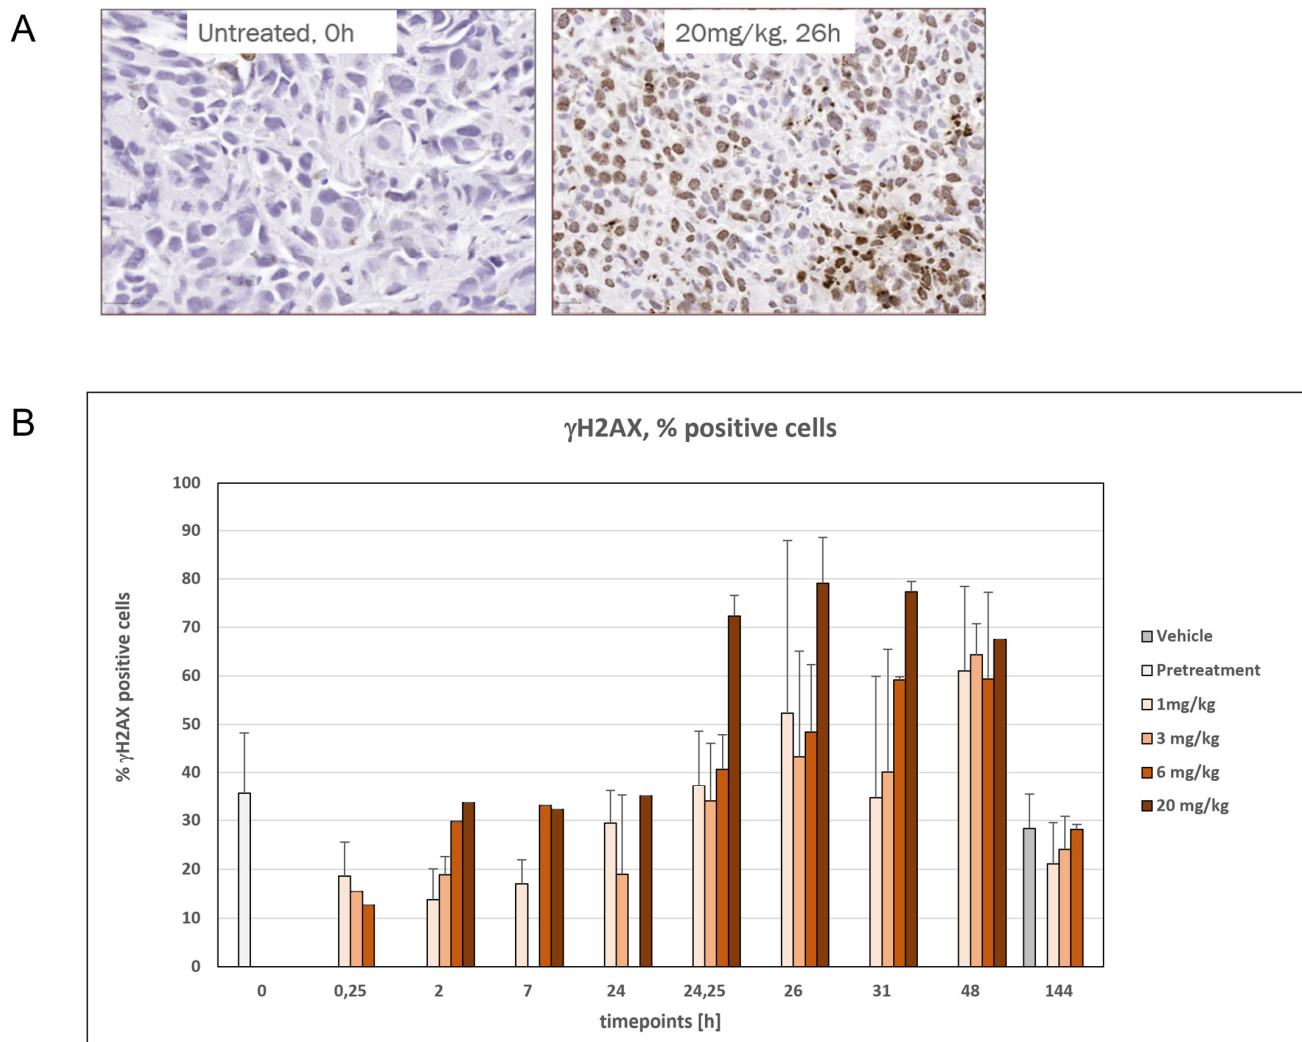 A
Untreated, 0h
20mg/kg, 26h
B
γH2AX, % positive cells
% γH2AX positive cells
100
90
80
70
60
50
40
30
20
10
0
0
0,25
2
7
24
24,25
26
31
48
144
timepoints [h]
Vehicle
Pretreatment
1mg/kg
3 mg/kg
6 mg/kg
20 mg/kg